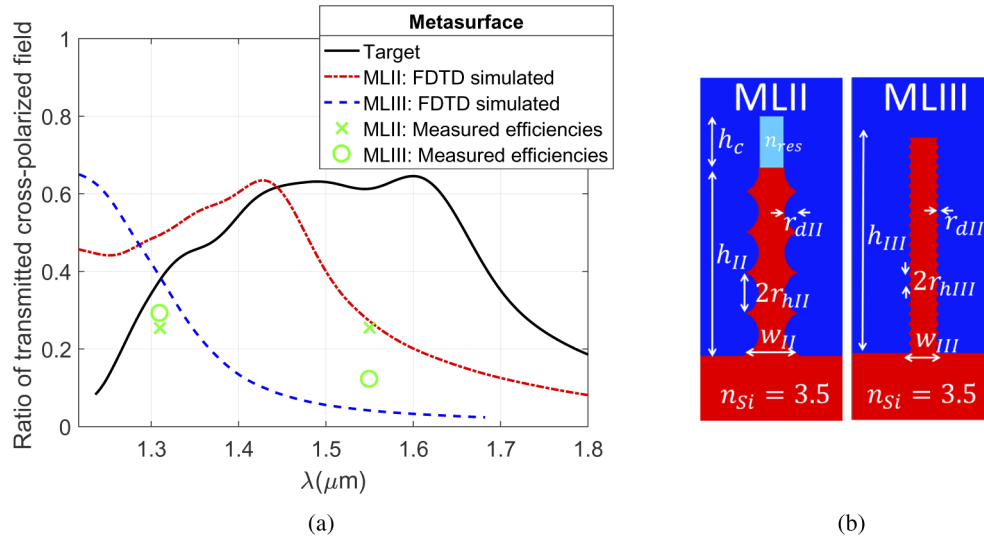 Ratio of transmitted cross-polarized field
1
0.8
0.6
0.4
0.2
0
1.3
1.4
1.5
1.6
1.7
1.8
λ(μm)
Metasurface
Target
MLII: FDTD simulated
MLIII: FDTD simulated
MLII: Measured efficiencies
MLIII: Measured efficiencies
(a)
MLII
h_c
n_res
r_dII
h_II
2r_hII
w_II
n_Si = 3.5
MLIII
r_dII
h_III
2r_hIII
w_III
n_Si = 3.5
(b)